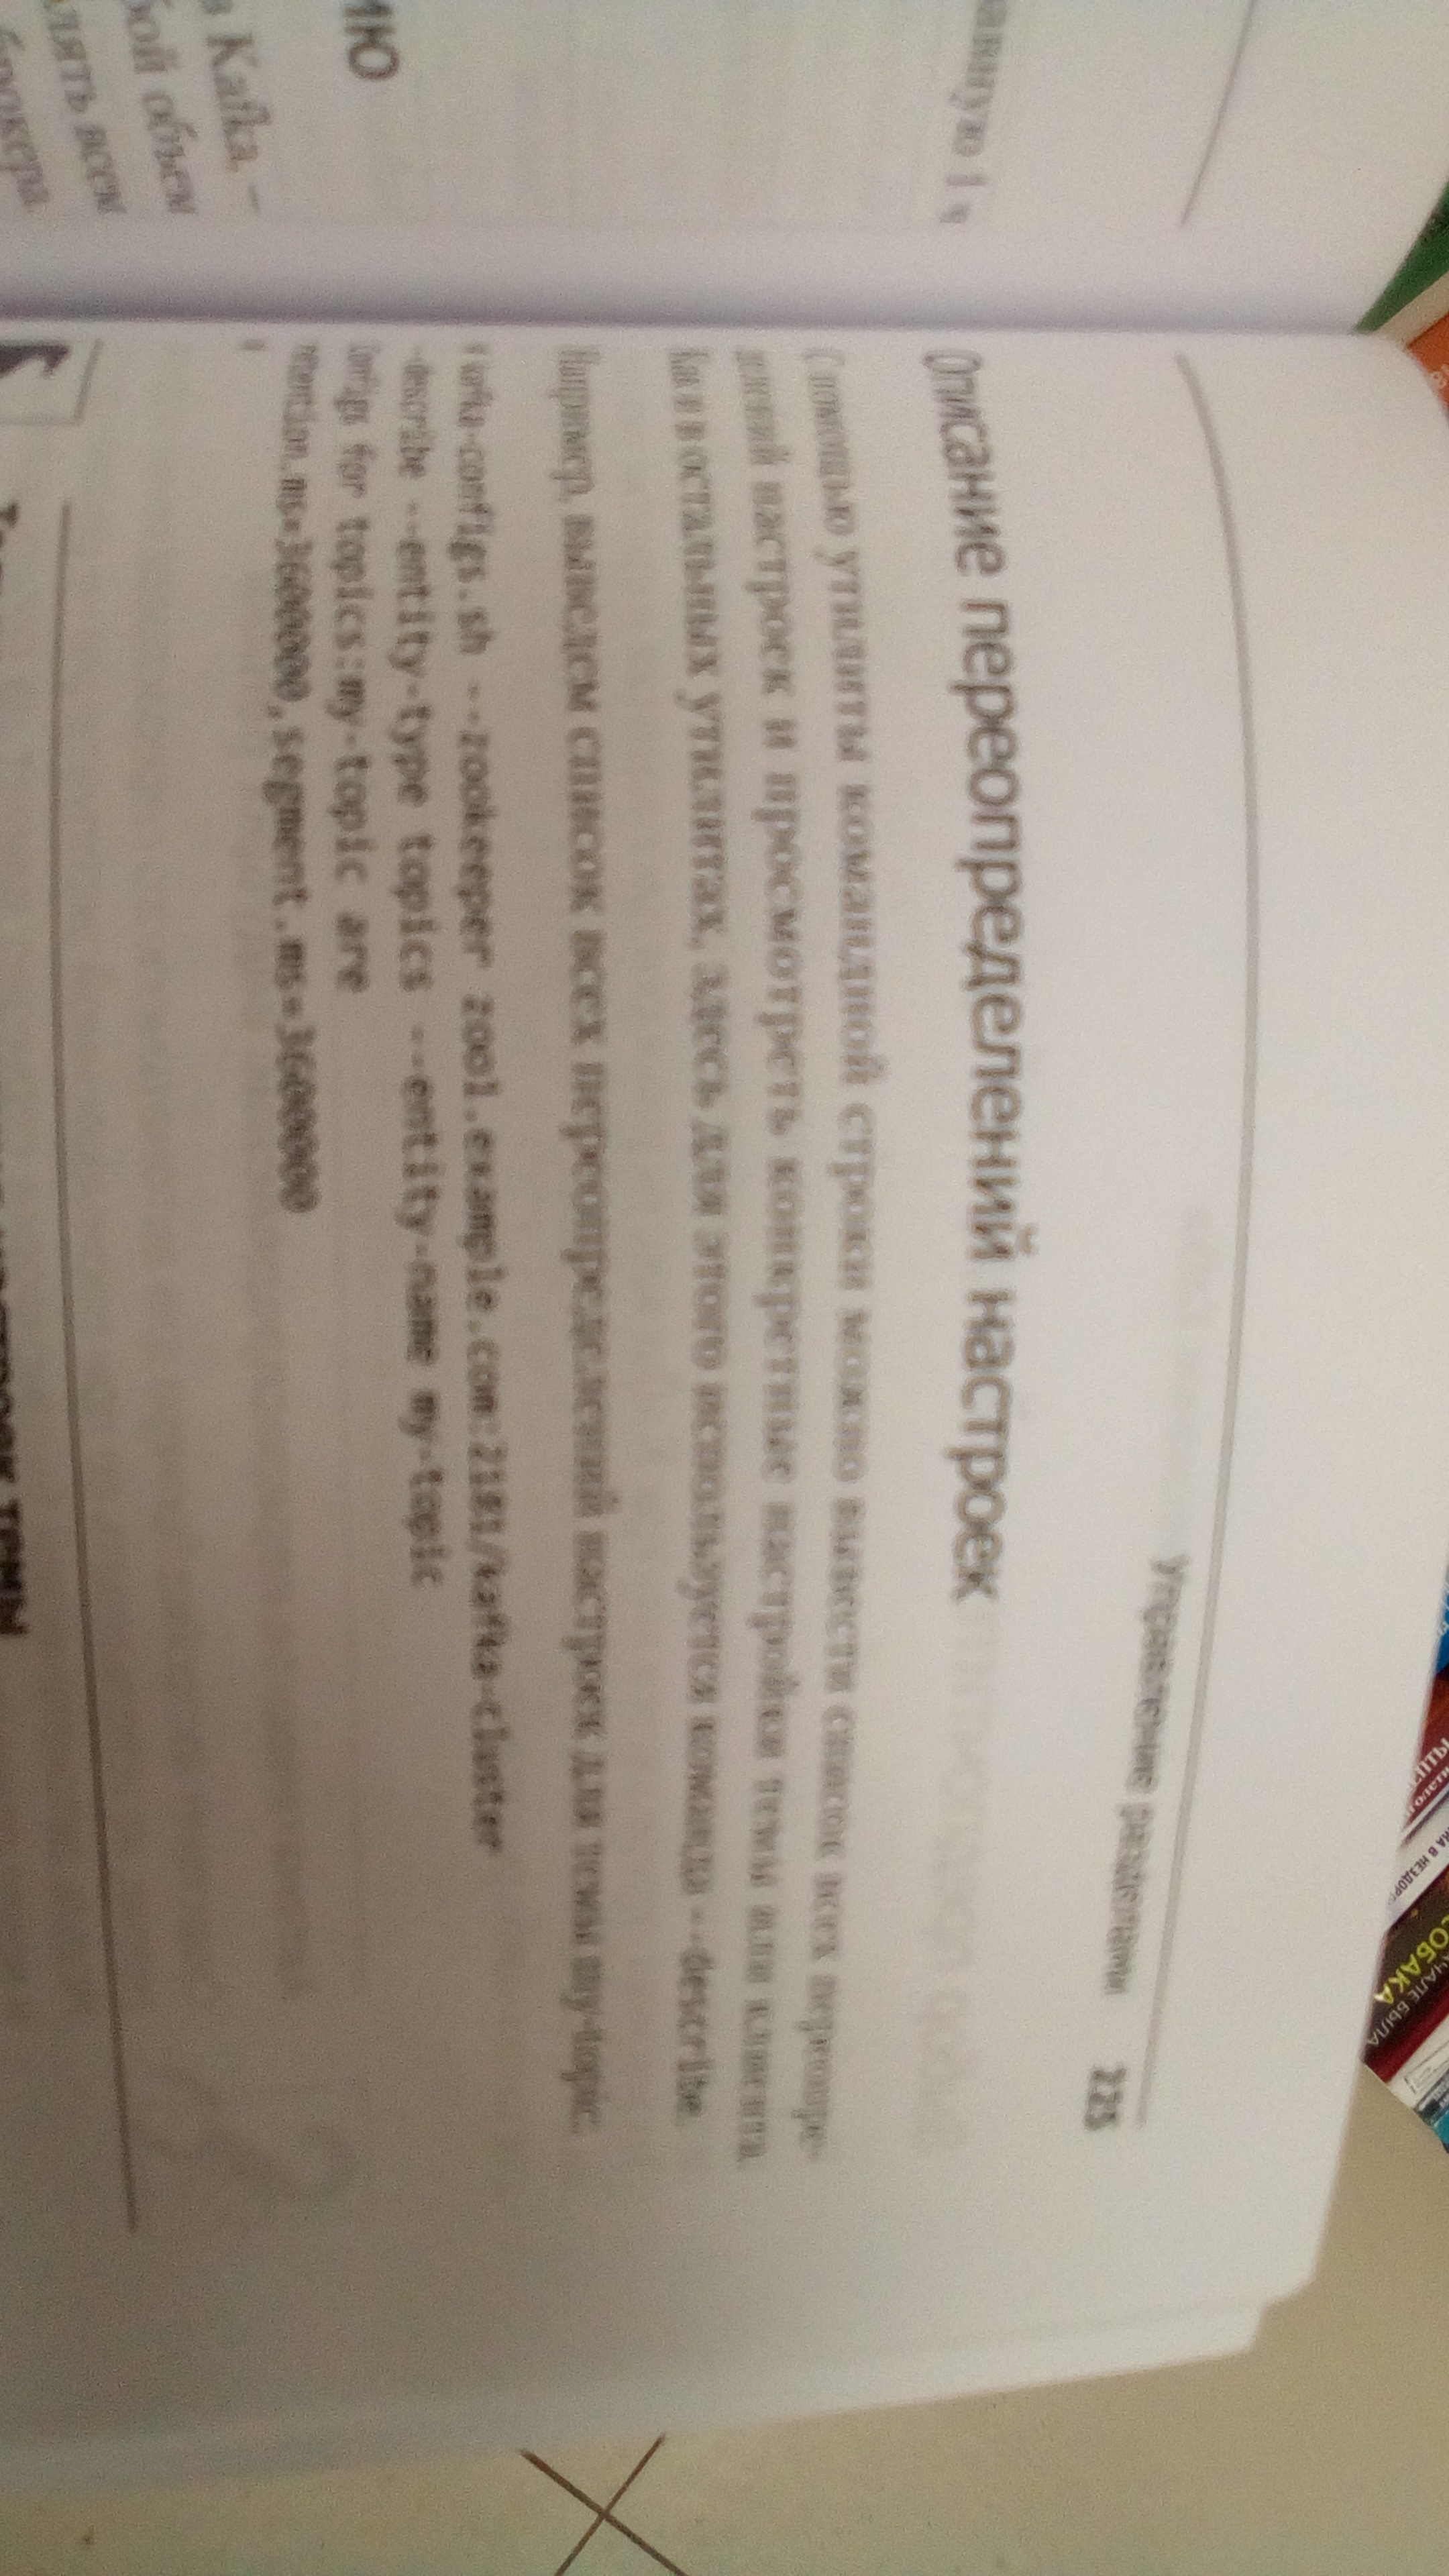 ЧАЛЕ БЫЛА
СОБАКА
авную 1 ч
ию
в Kafka, —
бой объем
лять всем
брокера.
Управление разделами 225
Описание переопределений настроек
С помощью утилиты командной строки можно вывести список всех переопре-
делений настроек и просмотреть конкретные настройки темы или клиента.
Как и в остальных утилитах, здесь для этого используется команда --describe.
Например, выведем список всех переопределений настроек для темы my-topic:
# kafka-configs.sh --zookeeper zoo1.example.com:2181/kafka-cluster
--describe --entity-type topics --entity-name my-topic
Configs for topics:my-topic are
retention.ms=3600000,segment.ms=3600000
#
настроек темы